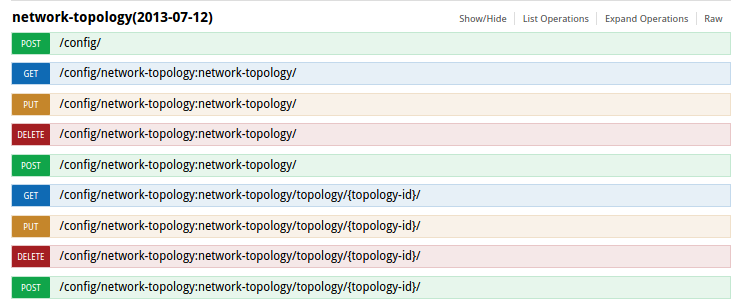 network-topology(2013-07-12) Show/Hide List Operations Expand Operations Raw
POST /config/
GET /config/network-topology:network-topology/
PUT /config/network-topology:network-topology/
DELETE /config/network-topology:network-topology/
POST /config/network-topology:network-topology/
GET /config/network-topology:network-topology/topology/{topology-id}/
PUT /config/network-topology:network-topology/topology/{topology-id}/
DELETE /config/network-topology:network-topology/topology/{topology-id}/
POST /config/network-topology:network-topology/topology/{topology-id}/